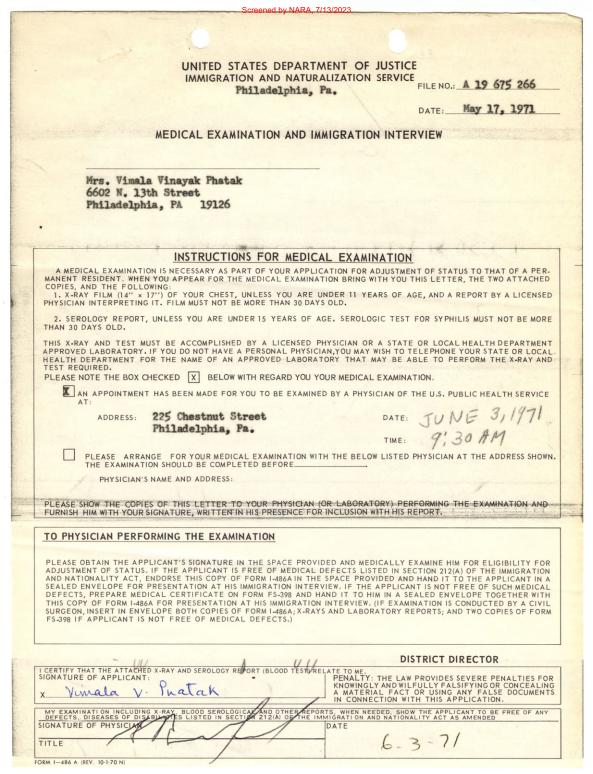 Screened by NARA, 7/13/2023
UNITED STATES DEPARTMENT OF JUSTICE
IMMIGRATION AND NATURALIZATION SERVICE
Philadelphia, Pa.
FILE NO.: A 19 675 266
DATE: May 17, 1971
MEDICAL EXAMINATION AND IMMIGRATION INTERVIEW
Mrs. Vimala Vinayak Phatak
6602 N. 13th Street
Philadelphia, PA 19126
INSTRUCTIONS FOR MEDICAL EXAMINATION
A MEDICAL EXAMINATION IS NECESSARY AS PART OF YOUR APPLICATION FOR ADJUSTMENT OF STATUS TO THAT OF A PER-
MANENT RESIDENT. WHEN YOU APPEAR FOR THE MEDICAL EXAMINATION BRING WITH YOU THIS LETTER, THE TWO ATTACHED
COPIES, AND THE FOLLOWING:
1. X-RAY FILM (14" x 17") OF YOUR CHEST, UNLESS YOU ARE UNDER 11 YEARS OF AGE, AND A REPORT BY A LICENSED
PHYSICIAN INTERPRETING IT. FILM MUST NOT BE MORE THAN 30 DAYS OLD.
2. SEROLOGY REPORT, UNLESS YOU ARE UNDER 15 YEARS OF AGE. SEROLOGIC TEST FOR SYPHILIS MUST NOT BE MORE
THAN 30 DAYS OLD.
THIS X-RAY AND TEST MUST BE ACCOMPLISHED BY A LICENSED PHYSICIAN OR A STATE OR LOCAL HEALTH DEPARTMENT
APPROVED LABORATORY. IF YOU DO NOT HAVE A PERSONAL PHYSICIAN, YOU MAY WISH TO TELEPHONE YOUR STATE OR LOCAL
HEALTH DEPARTMENT FOR THE NAME OF AN APPROVED LABORATORY THAT MAY BE ABLE TO PERFORM THE X-RAY AND
TEST REQUIRED.
PLEASE NOTE THE BOX CHECKED X BELOW WITH REGARD YOU YOUR MEDICAL EXAMINATION.
X AN APPOINTMENT HAS BEEN MADE FOR YOU TO BE EXAMINED BY A PHYSICIAN OF THE U.S. PUBLIC HEALTH SERVICE
AT:
ADDRESS: 225 Chestnut Street
Philadelphia, Pa.
DATE: JUNE 3, 1971
TIME: 9:30 AM
PLEASE ARRANGE FOR YOUR MEDICAL EXAMINATION WITH THE BELOW LISTED PHYSICIAN AT THE ADDRESS SHOWN.
THE EXAMINATION SHOULD BE COMPLETED BEFORE
PHYSICIAN'S NAME AND ADDRESS:
PLEASE SHOW THE COPIES OF THIS LETTER TO YOUR PHYSICIAN (OR LABORATORY) PERFORMING THE EXAMINATION AND
FURNISH HIM WITH YOUR SIGNATURE, WRITTEN IN HIS PRESENCE FOR INCLUSION WITH HIS REPORT.
TO PHYSICIAN PERFORMING THE EXAMINATION
PLEASE OBTAIN THE APPLICANT'S SIGNATURE IN THE SPACE PROVIDED AND MEDICALLY EXAMINE HIM FOR ELIGIBILITY FOR
ADJUSTMENT OF STATUS. IF THE APPLICANT IS FREE OF MEDICAL DEFECTS LISTED IN SECTION 212(A) OF THE IMMIGRATION
AND NATIONALITY ACT, ENDORSE THIS COPY OF FORM I-486A IN THE SPACE PROVIDED AND HAND IT TO THE APPLICANT IN A
SEALED ENVELOPE FOR PRESENTATION AT HIS IMMIGRATION INTERVIEW. IF THE APPLICANT IS NOT FREE OF SUCH MEDICAL
DEFECTS, PREPARE MEDICAL CERTIFICATE ON FORM FS-398 AND HAND IT TO HIM IN A SEALED ENVELOPE TOGETHER WITH
THIS COPY OF FORM I-486A FOR PRESENTATION AT HIS IMMIGRATION INTERVIEW. (IF EXAMINATION IS CONDUCTED BY A CIVIL
SURGEON, INSERT IN ENVELOPE BOTH COPIES OF FORM I-486A; X-RAYS AND LABORATORY REPORTS; AND TWO COPIES OF FORM
FS-398 IF APPLICANT IS NOT FREE OF MEDICAL DEFECTS.)
DISTRICT DIRECTOR
I CERTIFY THAT THE ATTACHED X-RAY AND SEROLOGY REPORT (BLOOD TEST) RELATE TO ME.
SIGNATURE OF APPLICANT:
X Vimala V. Phatak
PENALTY: THE LAW PROVIDES SEVERE PENALTIES FOR
KNOWINGLY AND WILFULLY FALSIFYING OR CONCEALING
A MATERIAL FACT OR USING ANY FALSE DOCUMENTS
IN CONNECTION WITH THIS APPLICATION.
MY EXAMINATION INCLUDING X-RAY, BLOOD SEROLOGICAL AND OTHER REPORTS, WHEN NEEDED, SHOW THE APPLICANT TO BE FREE OF ANY
DEFECTS, DISEASES OF DISABILITIES LISTED IN SECTION 212(A) OF THE IMMIGRATION AND NATIONALITY ACT AS AMENDED
SIGNATURE OF PHYSICIAN
DATE
6-3-71
TITLE
FORM I-486 A (REV. 10-1-70 N)